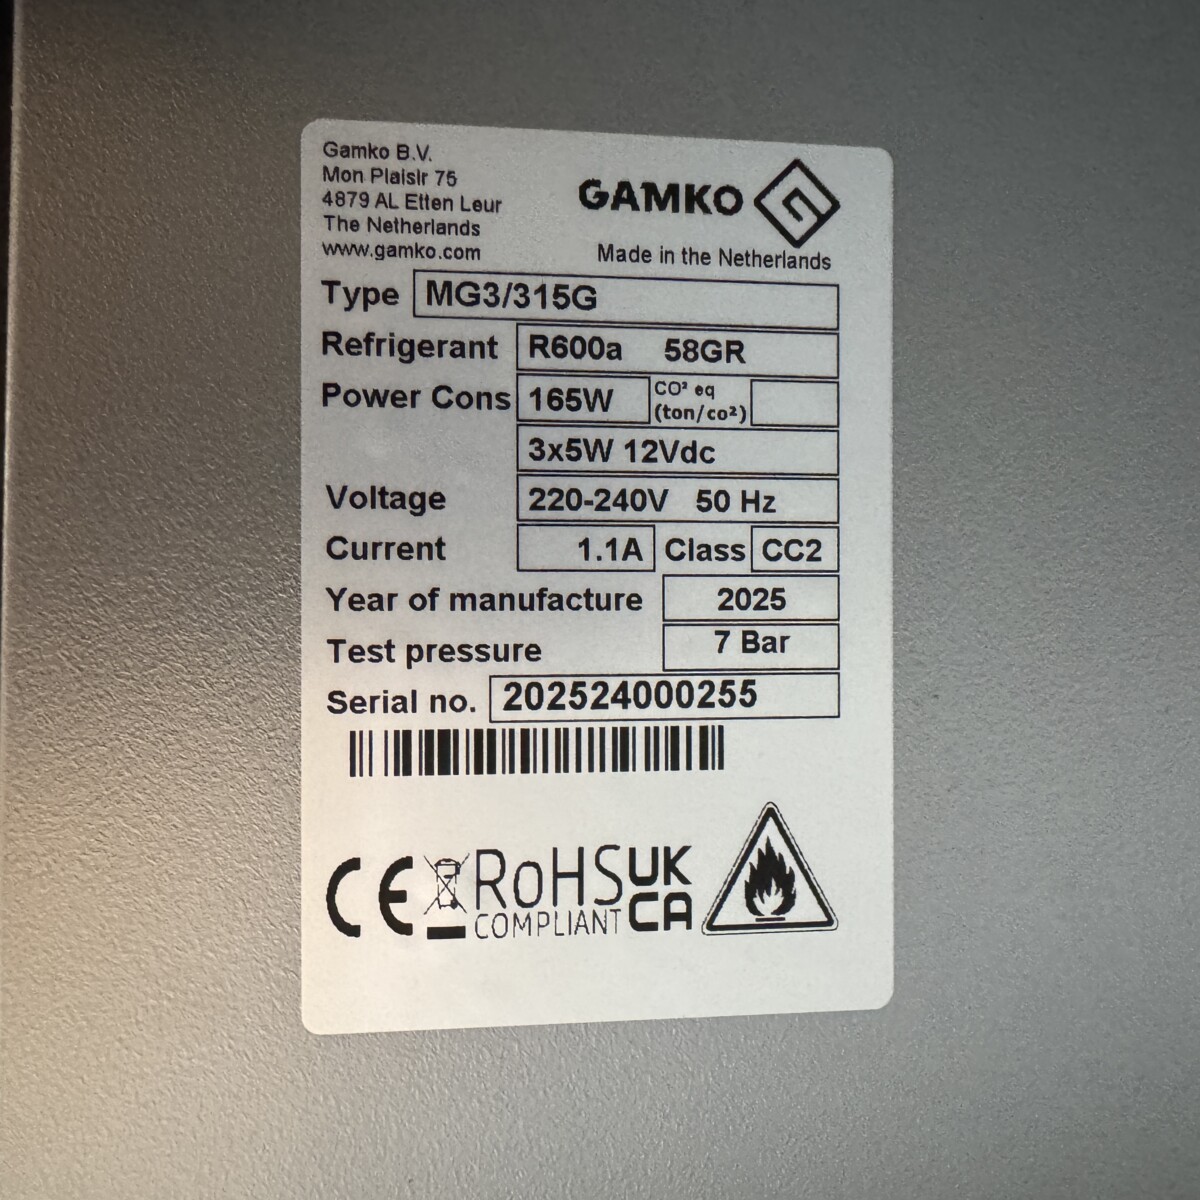 Gamko B.V.
Mon Plaisir 75
4879 AL Etten Leur
The Netherlands
www.gamko.com
GAMKO
Made in the Netherlands
Type MG3/315G
Refrigerant R600a 58GR
Power Cons 165W CO² eq (ton/co²)
3x5W 12Vdc
Voltage 220-240V 50 Hz
Current 1.1A Class CC2
Year of manufacture 2025
Test pressure 7 Bar
Serial no. 202524000255
CE RoHS COMPLIANT UK CA